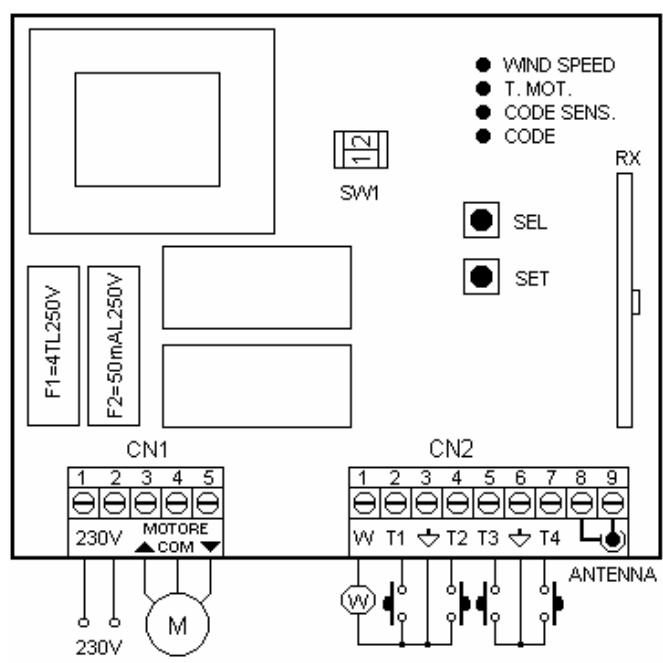 WIND SPEED
T. MOT.
CODE SENS.
CODE
RX
1 2
SW1
SEL
SET
F1=4TL250V
F2=50mAL250V
CN1
CN2
1 2 3 4 5
1 2 3 4 5 6 7 8 9
230V
MOTORE
COM
W T1 T2 T3 T4
ANTENNA
M
W
230V